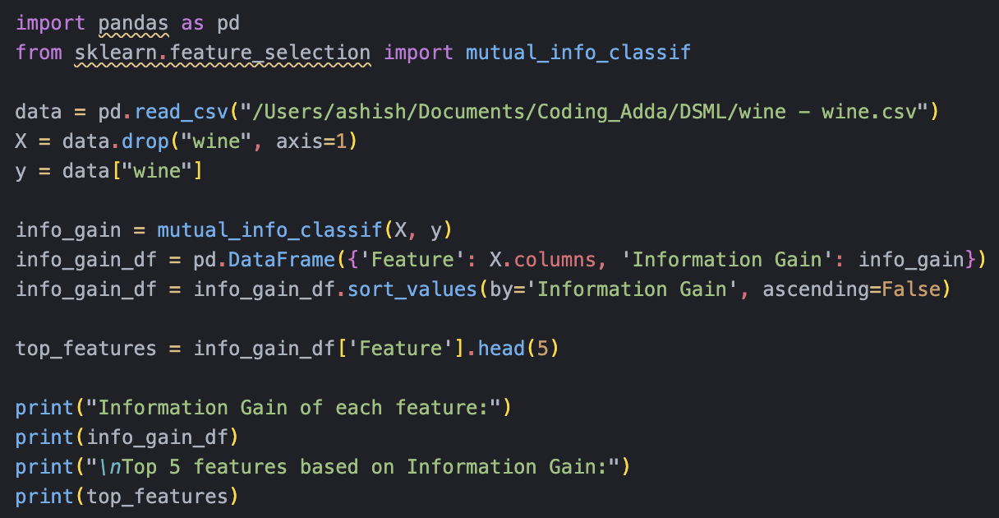 import pandas as pd
from sklearn.feature_selection import mutual_info_classif
data = pd.read_csv("/Users/ashish/Documents/Coding_Adda/DSML/wine - wine.csv")
X = data.drop("wine", axis=1)
y = data["wine"]
info_gain = mutual_info_classif(X, y)
info_gain_df = pd.DataFrame({'Feature': X.columns, 'Information Gain': info_gain})
info_gain_df = info_gain_df.sort_values(by='Information Gain', ascending=False)
top_features = info_gain_df['Feature'].head(5)
print("Information Gain of each feature:")
print(info_gain_df)
print("\nTop 5 features based on Information Gain:")
print(top_features)